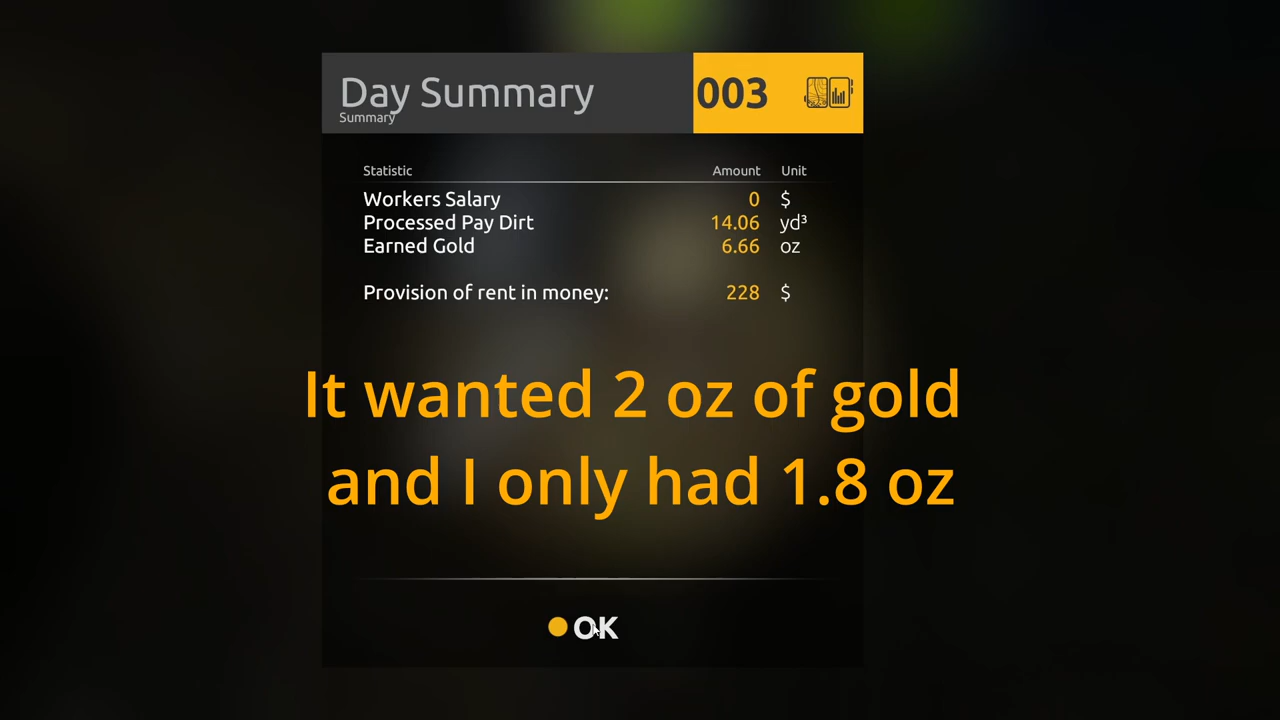 Day Summary 003
Summary
Statistic Amount Unit
Workers Salary 0 $
Processed Pay Dirt 14.06 yd³
Earned Gold 6.66 oz
Provision of rent in money: 228 $
It wanted 2 oz of gold
and I only had 1.8 oz
OK